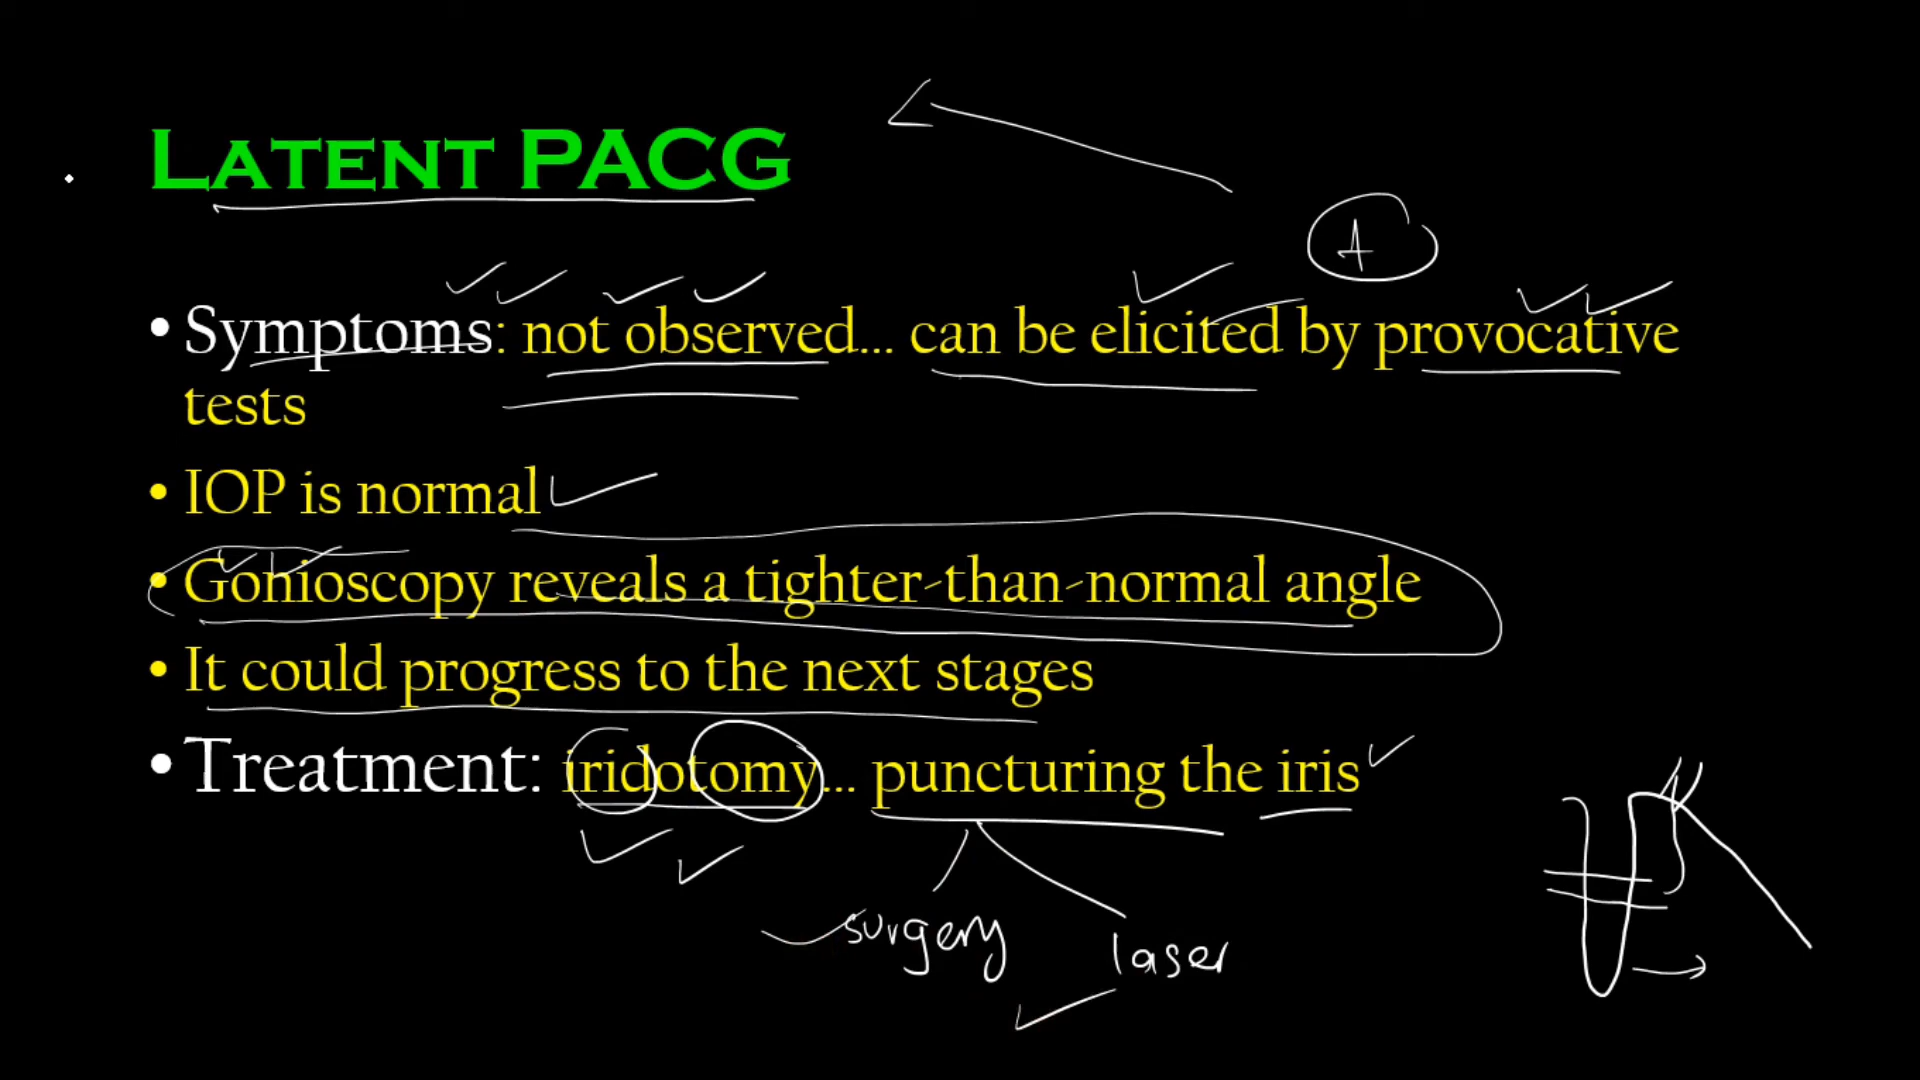 LATENT PACG
A
• Symptoms: not observed... can be elicited by provocative
tests
• IOP is normal
• Gonioscopy reveals a tighter-than-normal angle
• It could progress to the next stages
• Treatment: iridotomy... puncturing the iris
surgery
laser